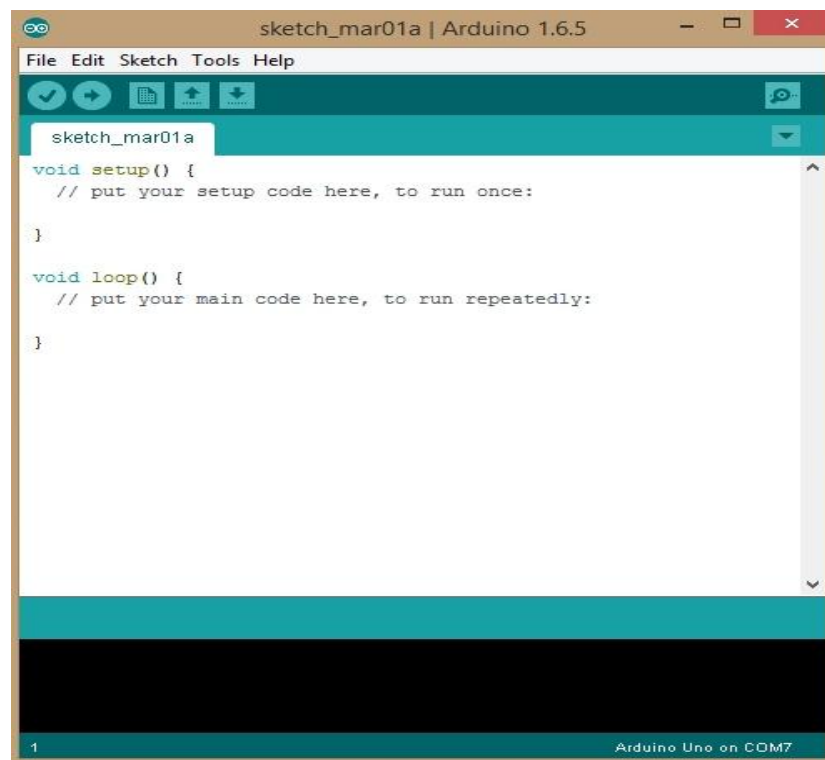 sketch_mar01a | Arduino 1.6.5
File Edit Sketch Tools Help
sketch_mar01a
void setup() {
  // put your setup code here, to run once:
}
void loop() {
  // put your main code here, to run repeatedly:
}
1
Arduino Uno on COM7